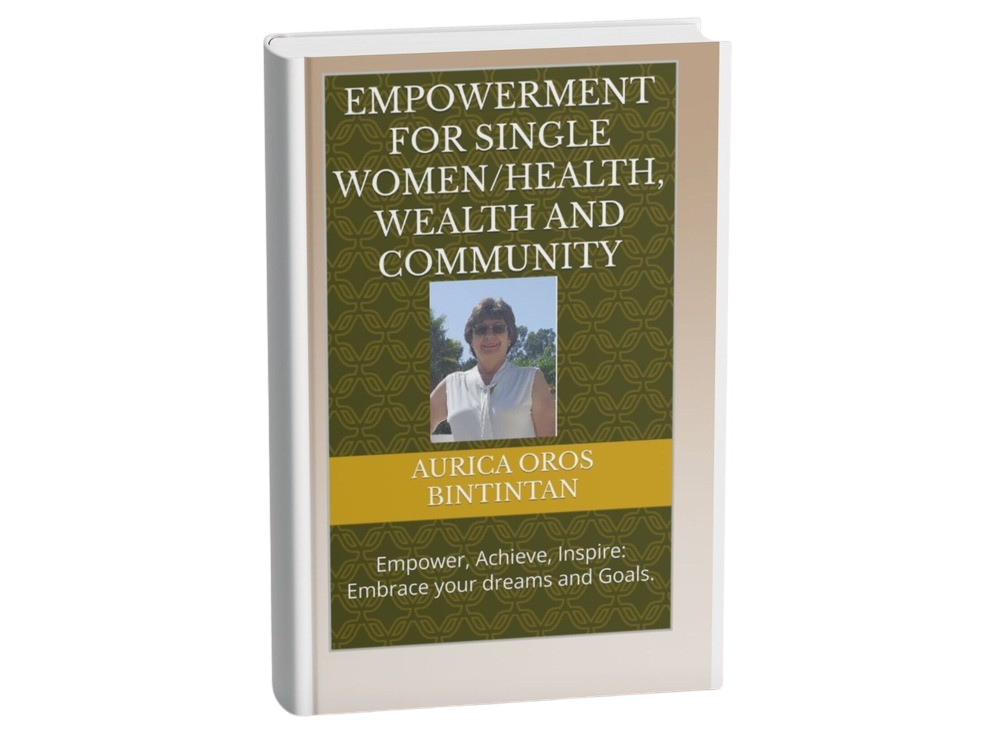 EMPOWERMENT
FOR SINGLE
WOMEN/HEALTH,
WEALTH AND
COMMUNITY
AURICA OROS
BINTINTAN
Empower, Achieve, Inspire:
Embrace your dreams and Goals.